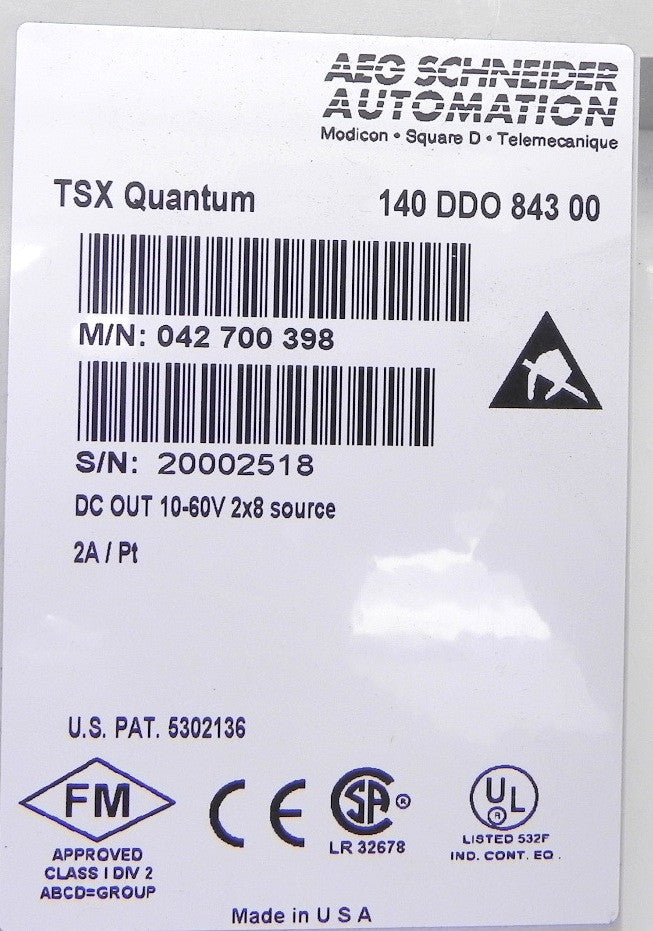 AEG SCHNEIDER
AUTOMATION
Modicon • Square D • Telemecanique
TSX Quantum 140 DDO 843 00
M/N: 042 700 398
S/N: 20002518
DC OUT 10-60V 2x8 source
2A / Pt
U.S. PAT. 5302136
FM
APPROVED
CLASS I DIV 2
ABCD=GROUP
CE
SA ®
LR 32678
UL
®
LISTED 532F
IND. CONT. EQ.
Made in U S A